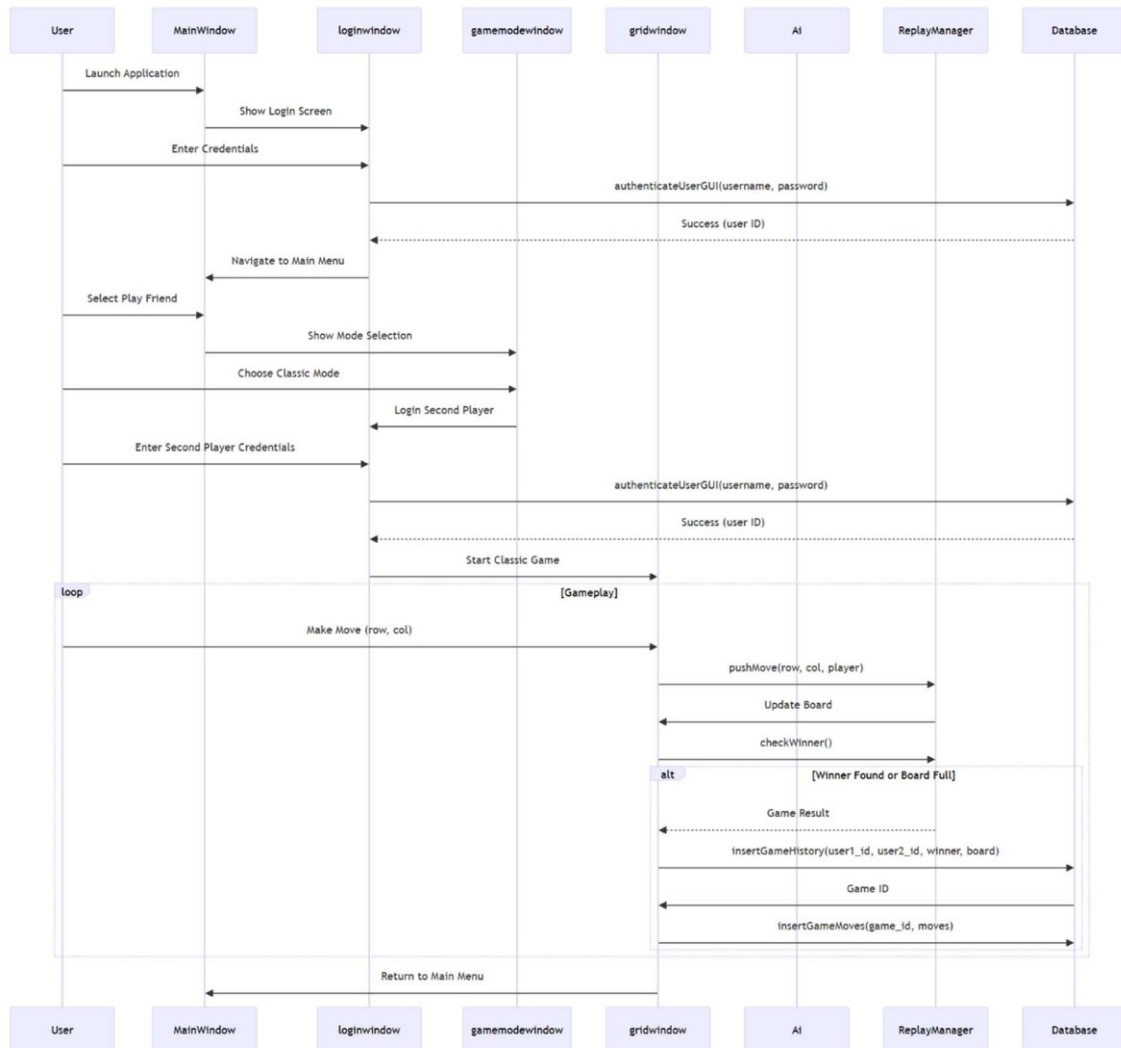 User
MainWindow
loginwindow
gamemodewindow
gridwindow
Ai
ReplayManager
Database
Launch Application
Show Login Screen
Enter Credentials
authenticateUserGUI(username, password)
Success (user ID)
Navigate to Main Menu
Select Play Friend
Show Mode Selection
Choose Classic Mode
Login Second Player
Enter Second Player Credentials
authenticateUserGUI(username, password)
Success (user ID)
Start Classic Game
loop
[Gameplay]
Make Move (row, col)
pushMove(row, col, player)
Update Board
checkWinner()
alt
[Winner Found or Board Full]
Game Result
insertGameHistory(user1_id, user2_id, winner, board)
Game ID
insertGameMoves(game_id, moves)
Return to Main Menu
User
MainWindow
loginwindow
gamemodewindow
gridwindow
Ai
ReplayManager
Database